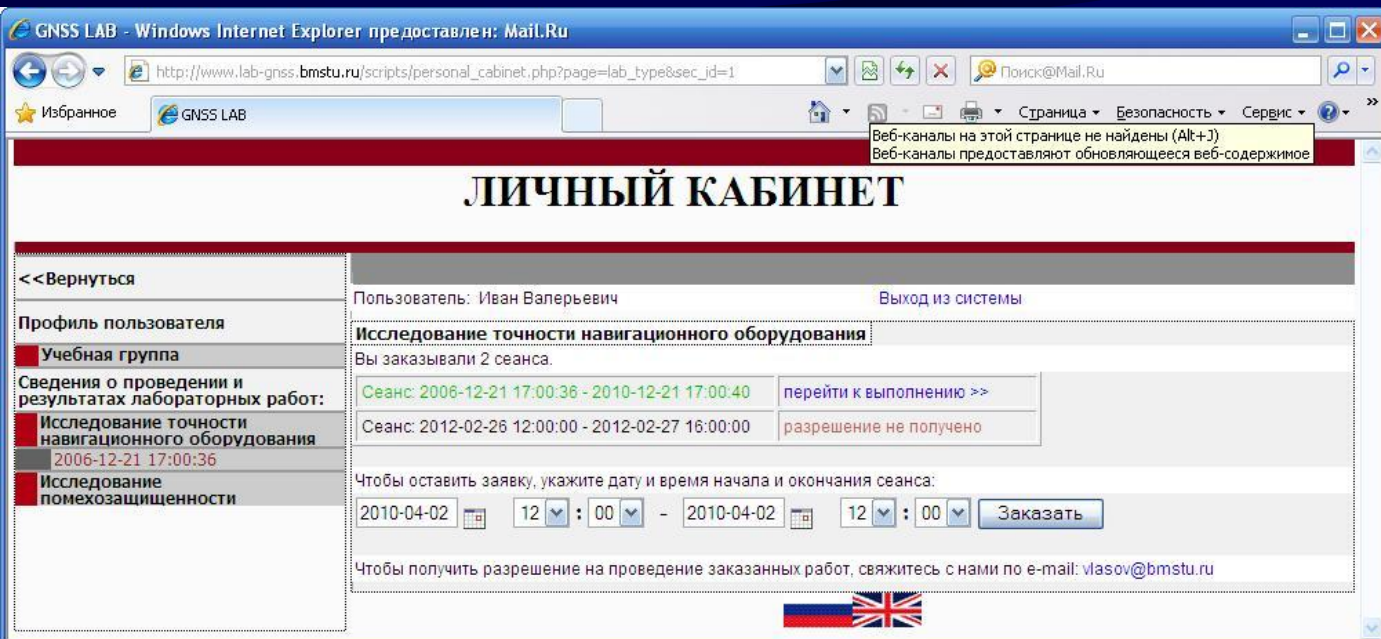 GNSS LAB - Windows Internet Explorer предоставлен: Mail.Ru
http://www.lab-gnss.bmstu.ru/scripts/personal_cabinet.php?page=lab_type&sec_id=1
Поиск@Mail.Ru
Избранное
GNSS LAB
Страница
Безопасность
Сервис
Веб-каналы на этой странице не найдены (Alt+J)
Веб-каналы предоставляют обновляющееся веб-содержимое
ЛИЧНЫЙ КАБИНЕТ
<<Вернуться
Профиль пользователя
Учебная группа
Сведения о проведении и
результатах лабораторных работ:
Исследование точности
навигационного оборудования
2006-12-21 17:00:36
Исследование
помехозащищенности
Пользователь: Иван Валерьевич
Выход из системы
Исследование точности навигационного оборудования
Вы заказывали 2 сеанса.
Сеанс: 2006-12-21 17:00:36 - 2010-12-21 17:00:40
перейти к выполнению >>
Сеанс: 2012-02-26 12:00:00 - 2012-02-27 16:00:00
разрешение не получено
Чтобы оставить заявку, укажите дату и время начала и окончания сеанса:
2010-04-02 12 : 00 - 2010-04-02 12 : 00 Заказать
Чтобы получить разрешение на проведение заказанных работ, свяжитесь с нами по e-mail: vlasov@bmstu.ru